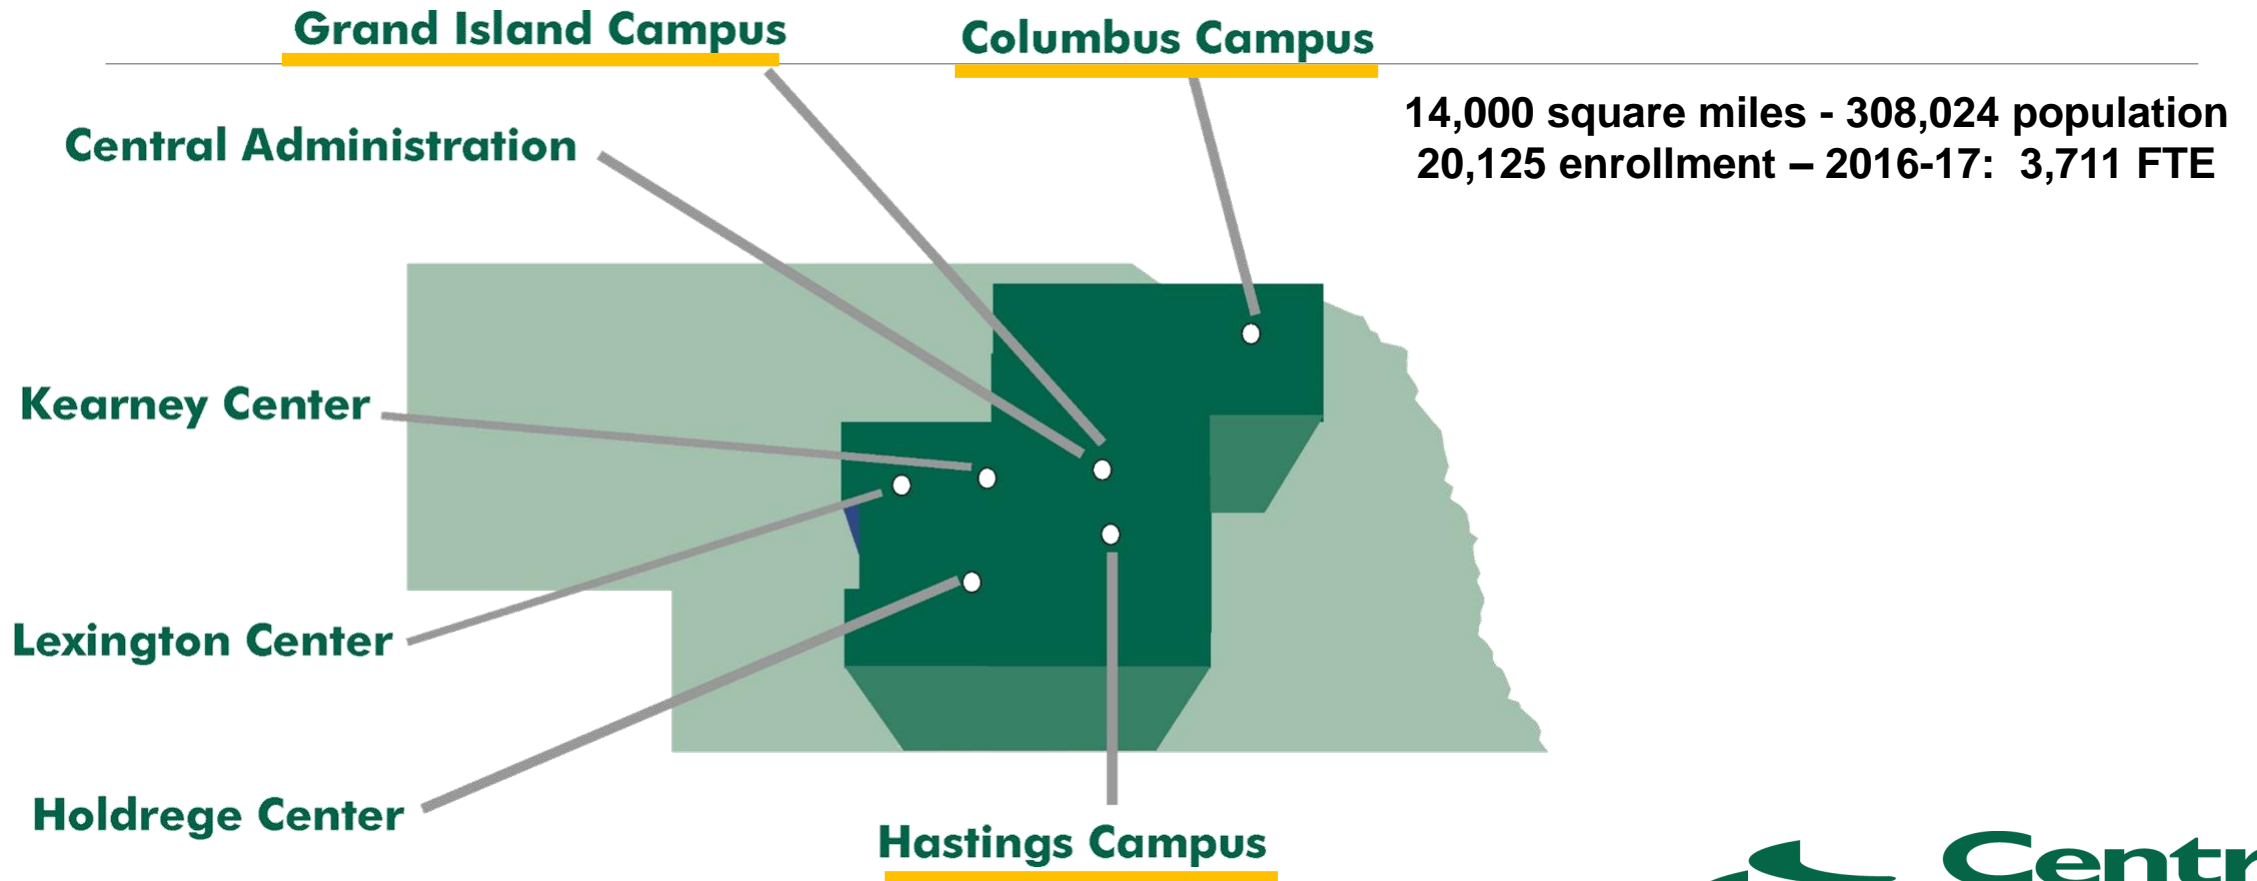 Grand Island Campus
Columbus Campus
14,000 square miles - 308,024 population
20,125 enrollment – 2016-17:  3,711 FTE
Central Administration
Kearney Center
Lexington Center
Holdrege Center
Hastings Campus